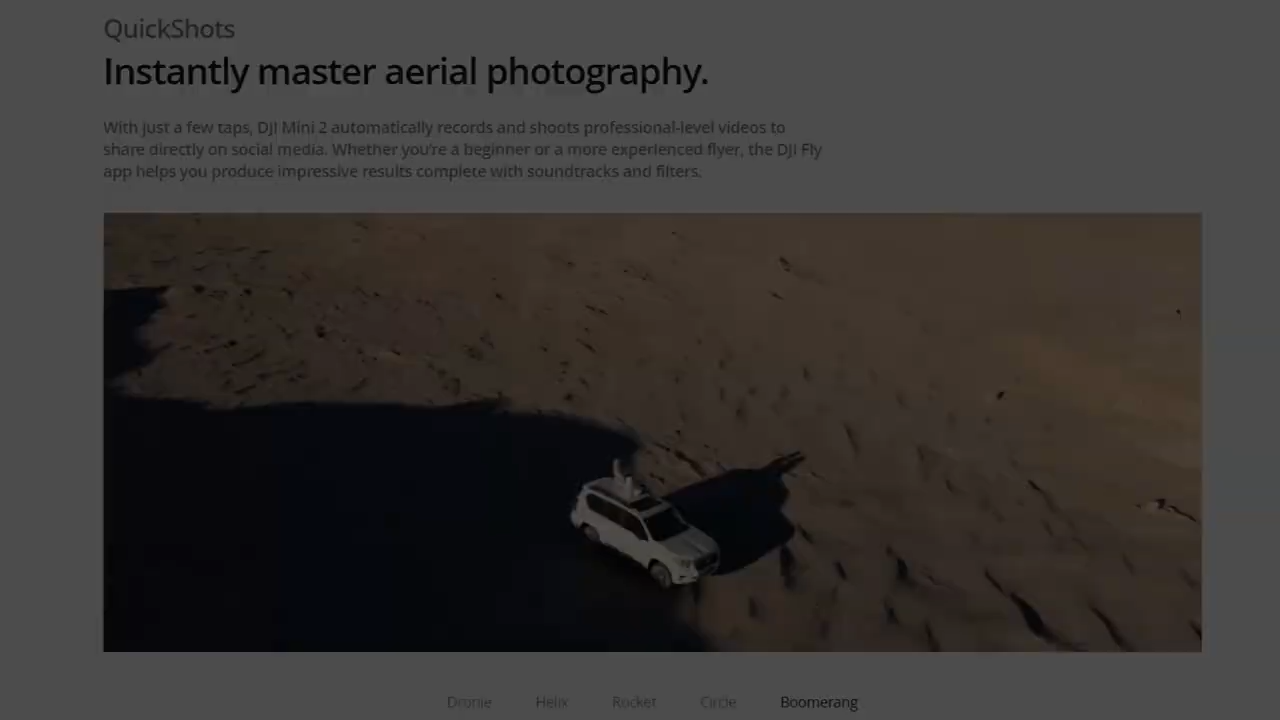 QuickShots
Instantly master aerial photography.
With just a few taps, DJI Mini 2 automatically records and shoots professional-level videos to
share directly on social media. Whether you're a beginner or a more experienced flyer, the DJI Fly
app helps you produce impressive results complete with soundtracks and filters.
Dronie Helix Rocket Circle Boomerang